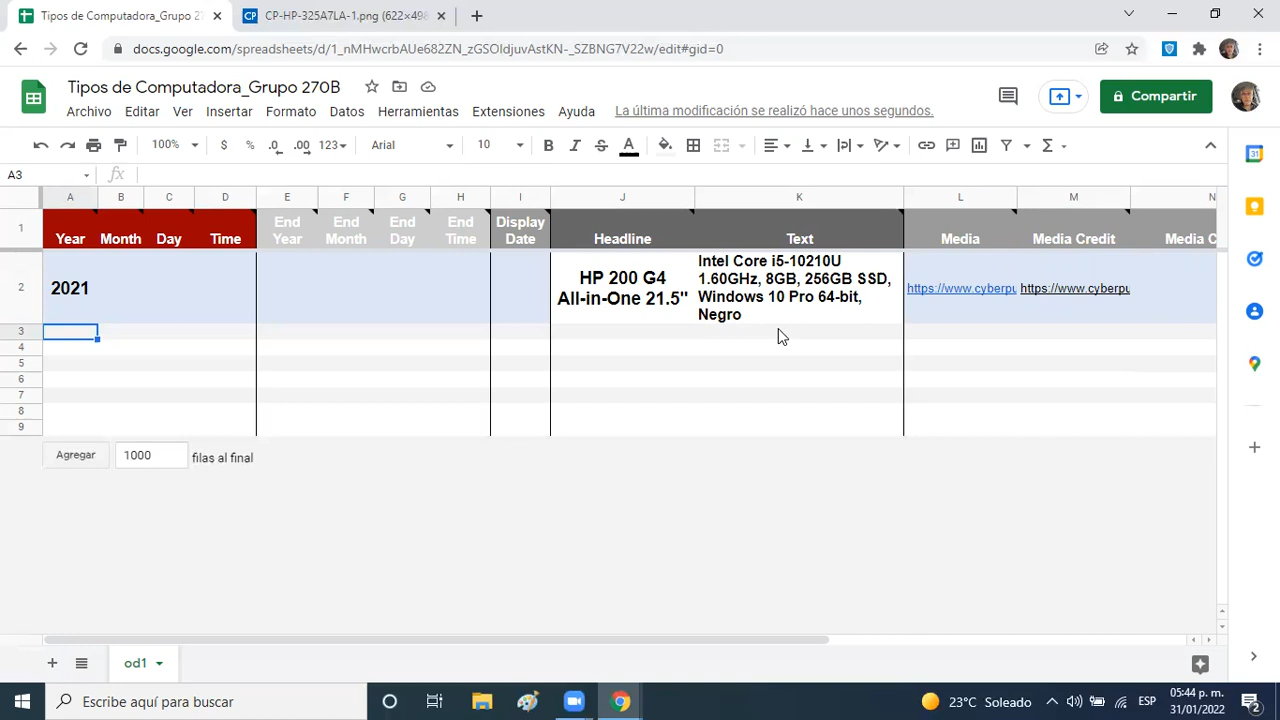 Tipos de Computadora_Grupo 27
CP-HP-325A7LA-1.png (622×498
docs.google.com/spreadsheets/d/1_nMHwcrbAUe682ZN_zGSOIdjuvAstKN-_SZBNG7V22w/edit#gid=0
Tipos de Computadora_Grupo 270B
Archivo Editar Ver Insertar Formato Datos Herramientas Extensiones Ayuda La última modificación se realizó hace unos segundos.
Compartir
100% $ % .0 .00 123 Arial 10 B I S A
A3 fx
A B C D E F G H I J K L M N
1 Year Month Day Time End Year End Month End Day End Time Display Date Headline Text Media Media Credit Media C
2 2021 HP 200 G4 All-in-One 21.5" Intel Core i5-10210U 1.60GHz, 8GB, 256GB SSD, Windows 10 Pro 64-bit, Negro https://www.cyberpu https://www.cyberpu
3
4
5
6
7
8
9
Agregar 1000 filas al final
od1
Escribe aquí para buscar
23°C Soleado ESP 05:44 p. m.
31/01/2022 2